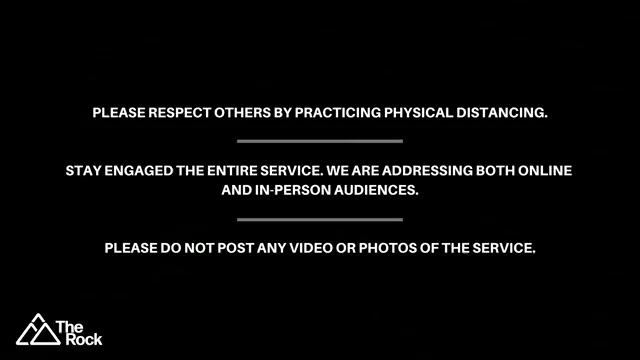 PLEASE RESPECT OTHERS BY PRACTICING PHYSICAL DISTANCING.
STAY ENGAGED THE ENTIRE SERVICE. WE ARE ADDRESSING BOTH ONLINE
AND IN-PERSON AUDIENCES.
PLEASE DO NOT POST ANY VIDEO OR PHOTOS OF THE SERVICE.
The
Rock